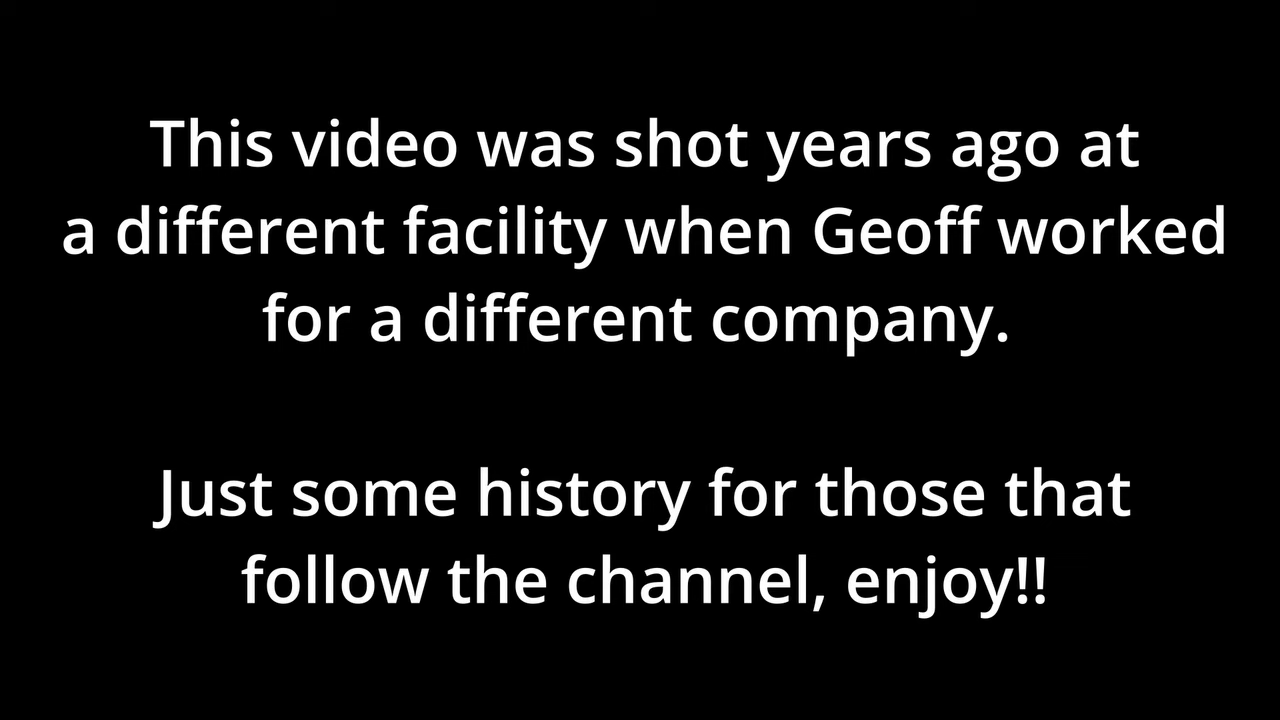 This video was shot years ago at
a different facility when Geoff worked
for a different company.
Just some history for those that
follow the channel, enjoy!!